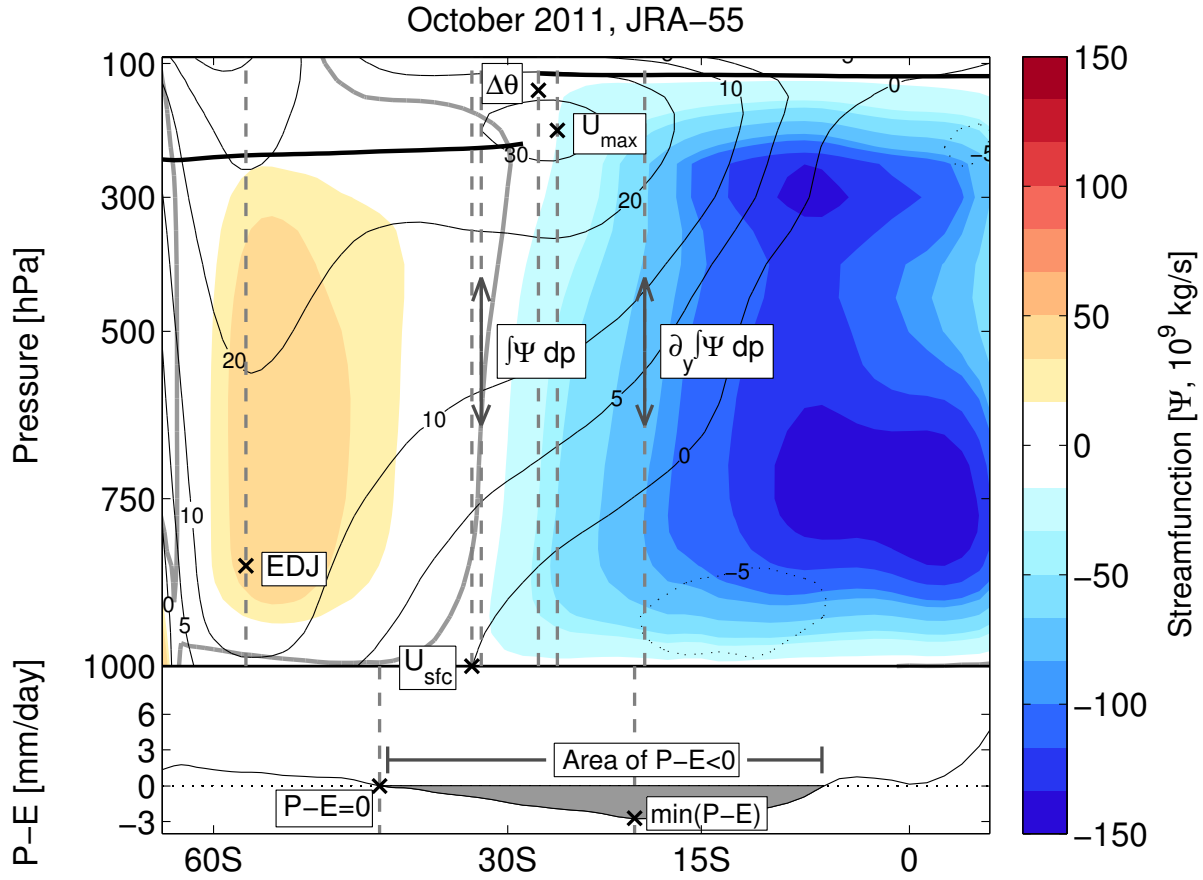 October 2011, JRA−55
100
300
500
750
1000
Pressure [hPa]
Δθ
U_max
30
20
10
5
0
−5
20
10
10
5
0
5
0
−5
∫Ψ dp
∂_y∫Ψ dp
EDJ
U_sfc
150
100
50
0
−50
−100
−150
Streamfunction [Ψ, 10^9 kg/s]
P−E [mm/day]
6
3
0
−3
Area of P−E<0
P−E=0
min(P−E)
60S
30S
15S
0